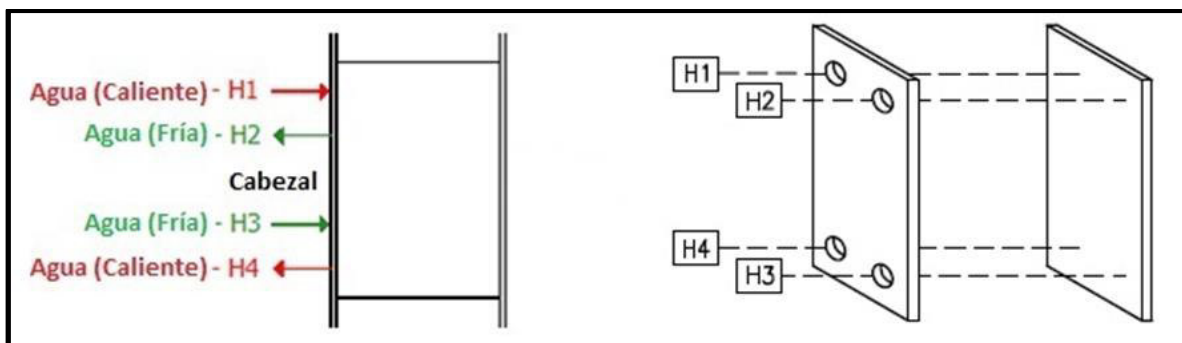 Agua (Caliente) - H1
Agua (Fría) - H2
Cabezal
Agua (Fría) - H3
Agua (Caliente) - H4
H1
H2
H4
H3